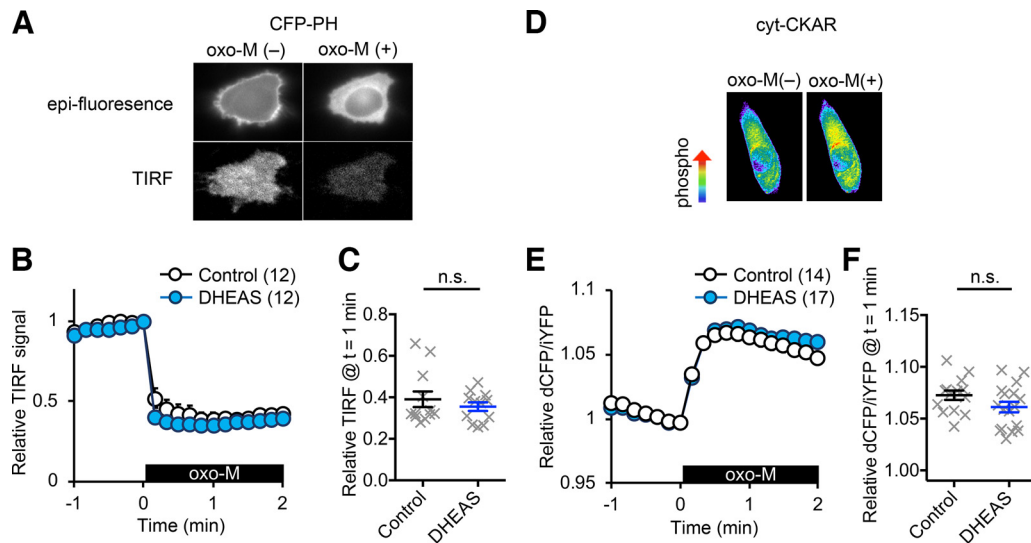 A
CFP-PH
oxo-M (–) oxo-M (+)
epi-fluoresence
TIRF
D
cyt-CKAR
oxo-M(–) oxo-M(+)
phospho
B
Control (12)
DHEAS (12)
Relative TIRF signal
1
0.5
0
oxo-M
-1 0 1 2
Time (min)
C
n.s.
Relative TIRF @ t = 1 min
0.8
0.6
0.4
0.2
0
Control
DHEAS
E
Control (14)
DHEAS (17)
Relative dCFP/iYFP
1.1
1.05
1
0.95
oxo-M
-1 0 1 2
Time (min)
F
n.s.
Relative dCFP/iYFP @ t = 1 min
1.15
1.10
1.05
1.00
Control
DHEAS